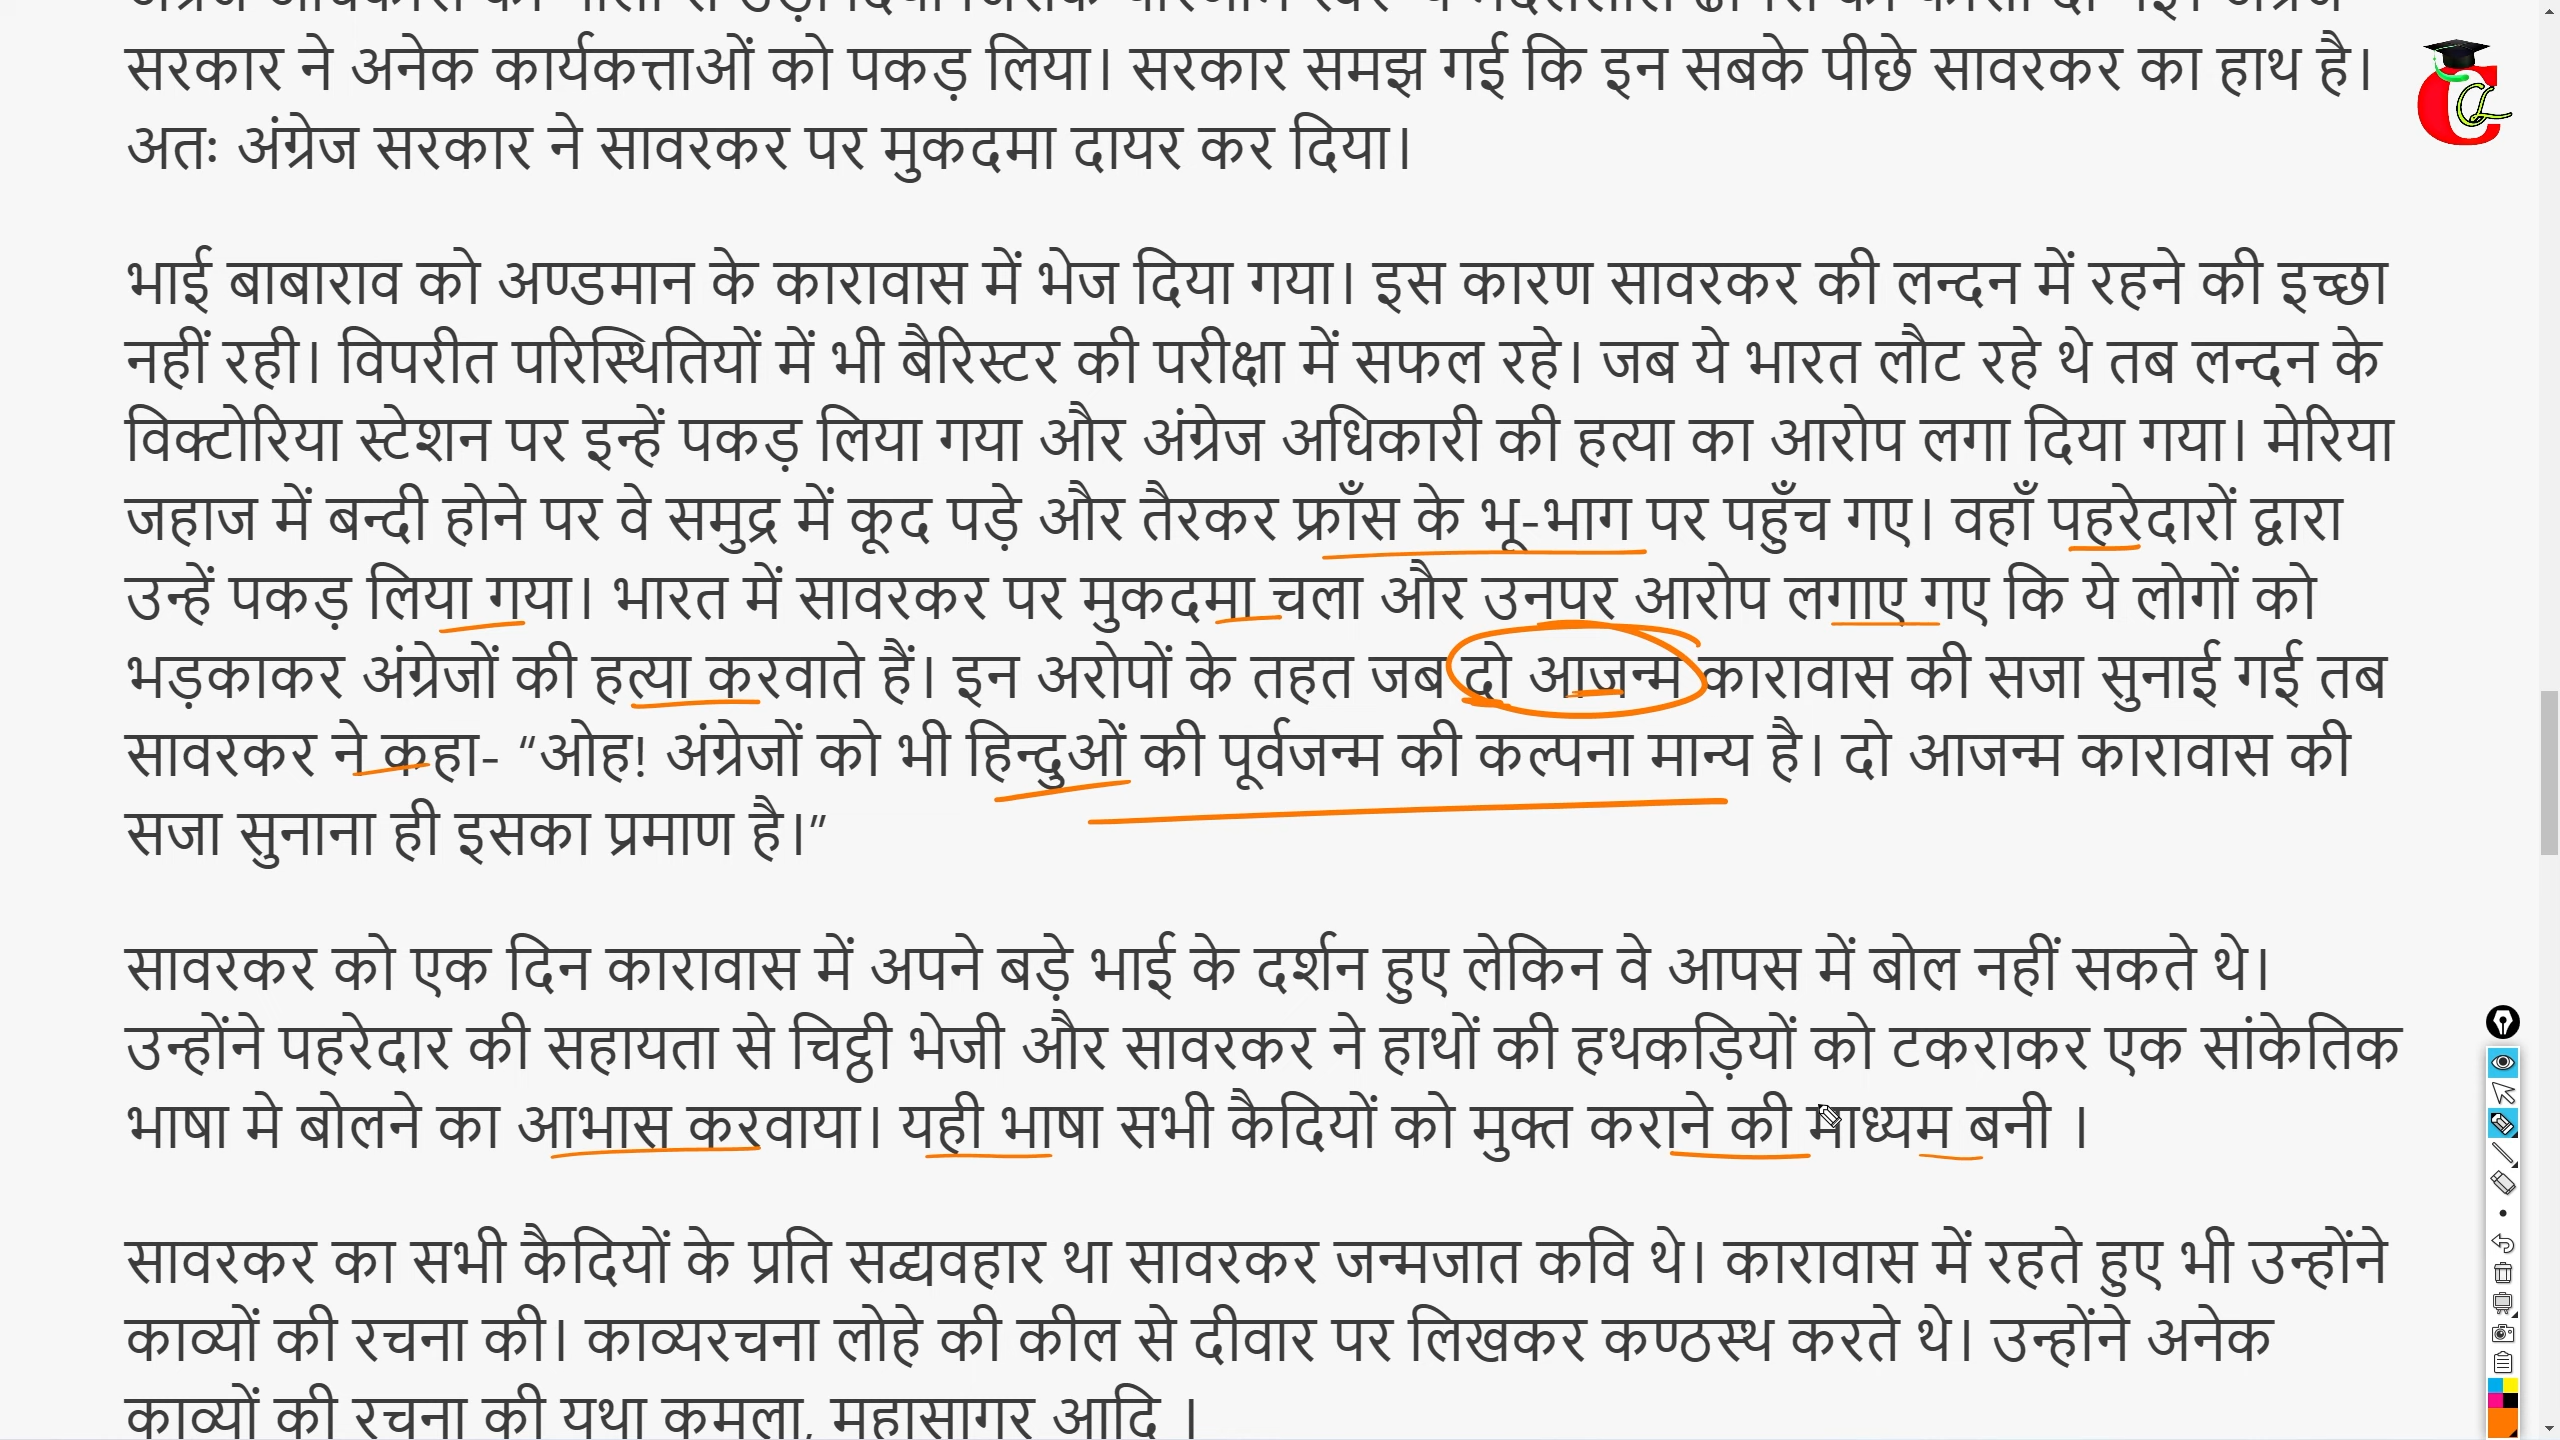 सरकार ने अनेक कार्यकत्ताओं को पकड़ लिया। सरकार समझ गई कि इन सबके पीछे सावरकर का हाथ है।
अतः अंग्रेज सरकार ने सावरकर पर मुकदमा दायर कर दिया।
भाई बाबाराव को अण्डमान के कारावास में भेज दिया गया। इस कारण सावरकर की लन्दन में रहने की इच्छा
नहीं रही। विपरीत परिस्थितियों में भी बैरिस्टर की परीक्षा में सफल रहे। जब ये भारत लौट रहे थे तब लन्दन के
विक्टोरिया स्टेशन पर इन्हें पकड़ लिया गया और अंग्रेज अधिकारी की हत्या का आरोप लगा दिया गया। मेरिया
जहाज में बन्दी होने पर वे समुद्र में कूद पड़े और तैरकर फ्राँस के भू-भाग पर पहुँच गए। वहाँ पहरेदारों द्वारा
उन्हें पकड़ लिया गया। भारत में सावरकर पर मुकदमा चला और उनपर आरोप लगाए गए कि ये लोगों को
भड़काकर अंग्रेजों की हत्या करवाते हैं। इन अरोपों के तहत जब दो आजन्म कारावास की सजा सुनाई गई तब
सावरकर ने कहा- “ओह! अंग्रेजों को भी हिन्दुओं की पूर्वजन्म की कल्पना मान्य है। दो आजन्म कारावास की
सजा सुनाना ही इसका प्रमाण है।”
सावरकर को एक दिन कारावास में अपने बड़े भाई के दर्शन हुए लेकिन वे आपस में बोल नहीं सकते थे।
उन्होंने पहरेदार की सहायता से चिट्ठी भेजी और सावरकर ने हाथों की हथकड़ियों को टकराकर एक सांकेतिक
भाषा मे बोलने का आभास करवाया। यही भाषा सभी कैदियों को मुक्त कराने की माध्यम बनी ।
सावरकर का सभी कैदियों के प्रति सद्व्यवहार था सावरकर जन्मजात कवि थे। कारावास में रहते हुए भी उन्होंने
काव्यों की रचना की। काव्यरचना लोहे की कील से दीवार पर लिखकर कण्ठस्थ करते थे। उन्होंने अनेक
काव्यों की रचना की यथा कमला, महासागर आदि ।